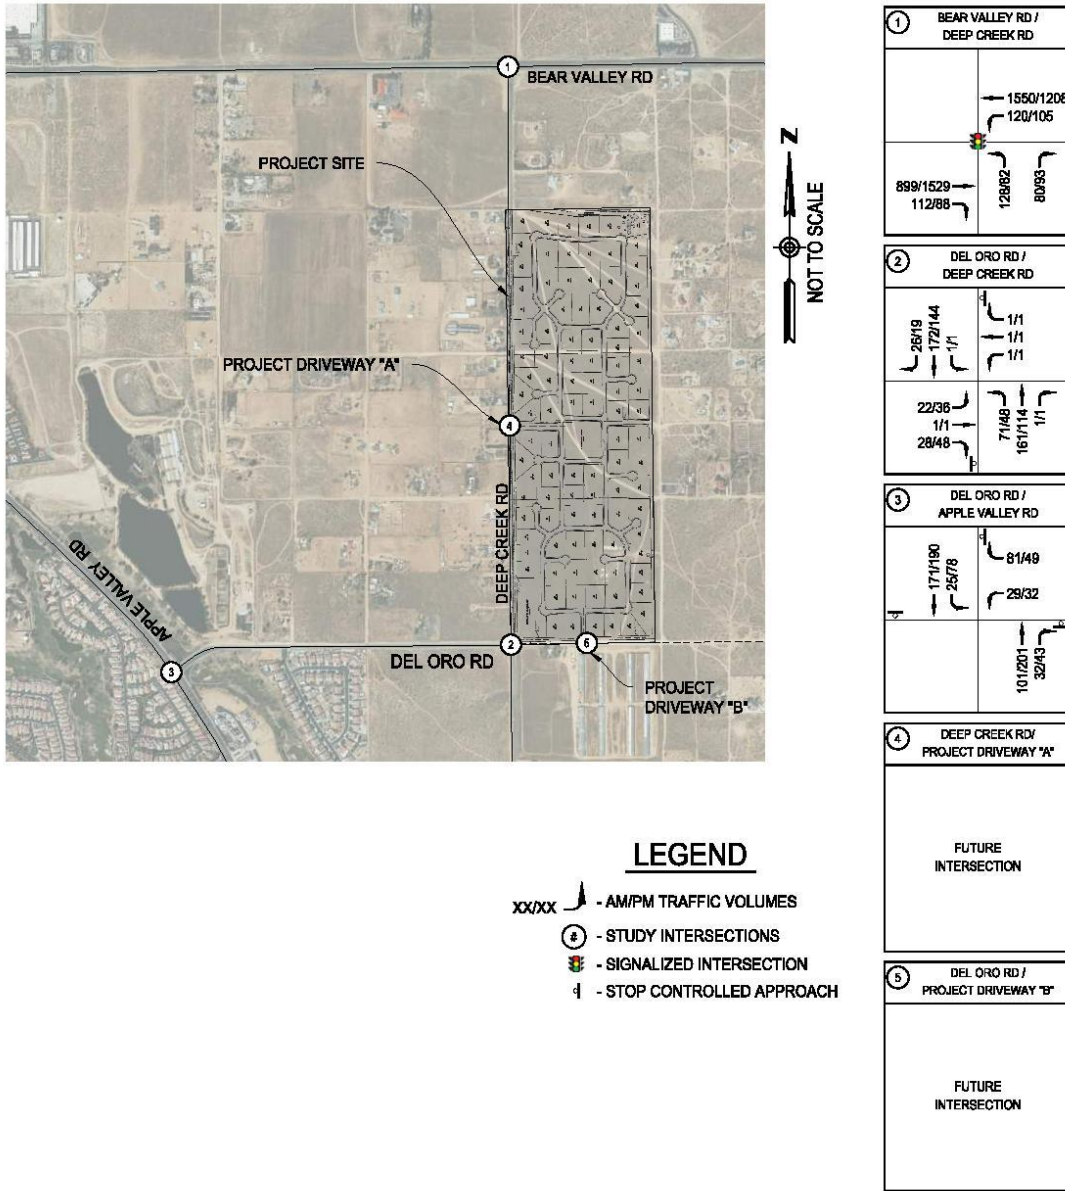 1
BEAR VALLEY RD
PROJECT SITE
PROJECT DRIVEWAY "A"
4
DEEP CREEK RD
APPLE VALLEY RD
3
2
DEL ORO RD
PROJECT
DRIVEWAY "B"
Z
NOT TO SCALE
LEGEND
XX/XX - AM/PM TRAFFIC VOLUMES
# - STUDY INTERSECTIONS
- SIGNALIZED INTERSECTION
- STOP CONTROLLED APPROACH
1 BEAR VALLEY RD /
DEEP CREEK RD
120/105
899/1529
112/88
128/82
80/93
2 DEL ORO RD /
DEEP CREEK RD
26/19
172/144
1/1
1/1
1/1
1/1
22/36
1/1
28/48
71/48
161/114
1/1
3 DEL ORO RD /
APPLE VALLEY RD
171/190
25/78
81/49
29/32
101/201
32/43
4 DEEP CREEK RD/
PROJECT DRIVEWAY "A"
FUTURE
INTERSECTION
5 DEL ORO RD /
PROJECT DRIVEWAY "B"
FUTURE
INTERSECTION